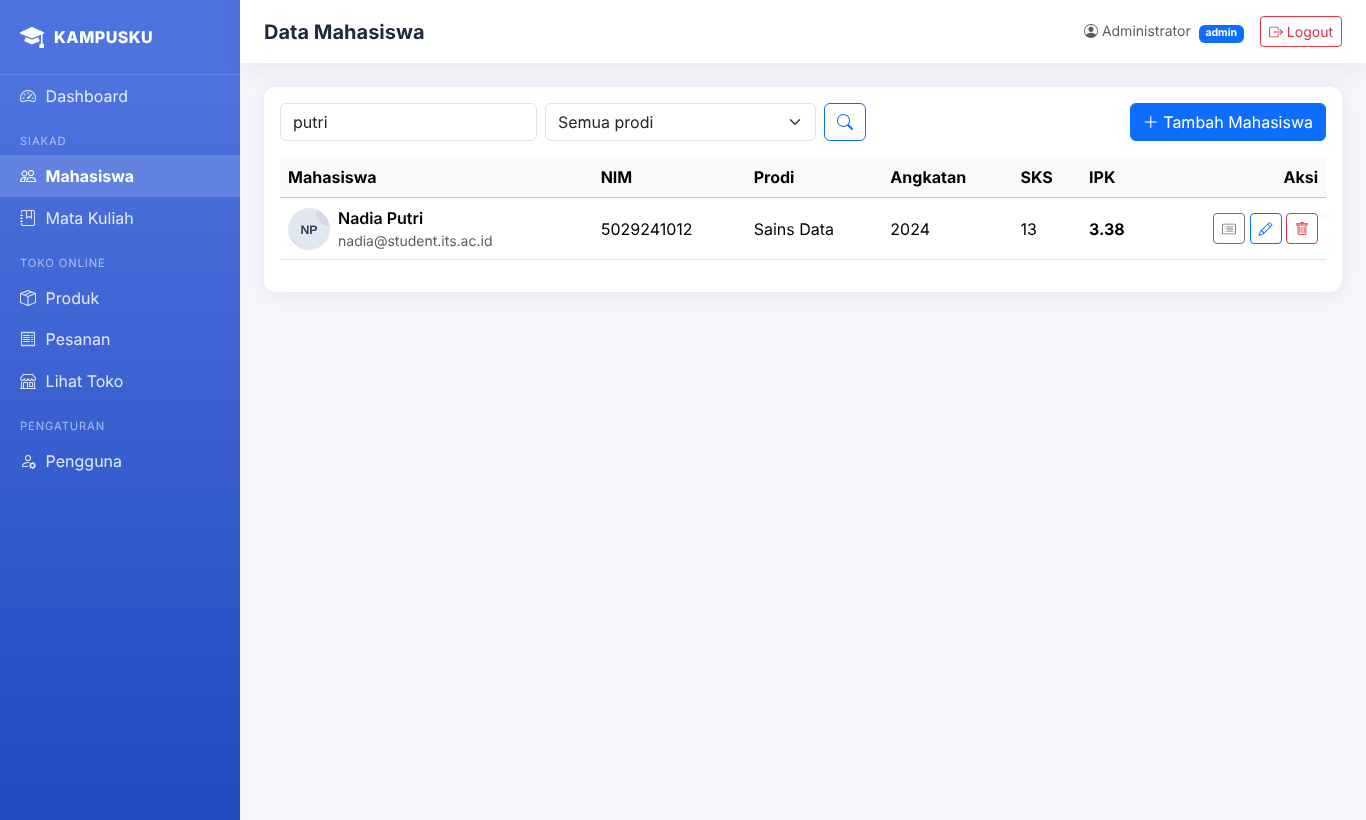 KAMPUSKU
Dashboard
SIAKAD
Mahasiswa
Mata Kuliah
TOKO ONLINE
Produk
Pesanan
Lihat Toko
PENGATURAN
Pengguna
Data Mahasiswa
Administrator admin Logout
putri Semua prodi Tambah Mahasiswa
Mahasiswa NIM Prodi Angkatan SKS IPK Aksi
NP Nadia Putri 5029241012 Sains Data 2024 13 3.38
nadia@student.its.ac.id